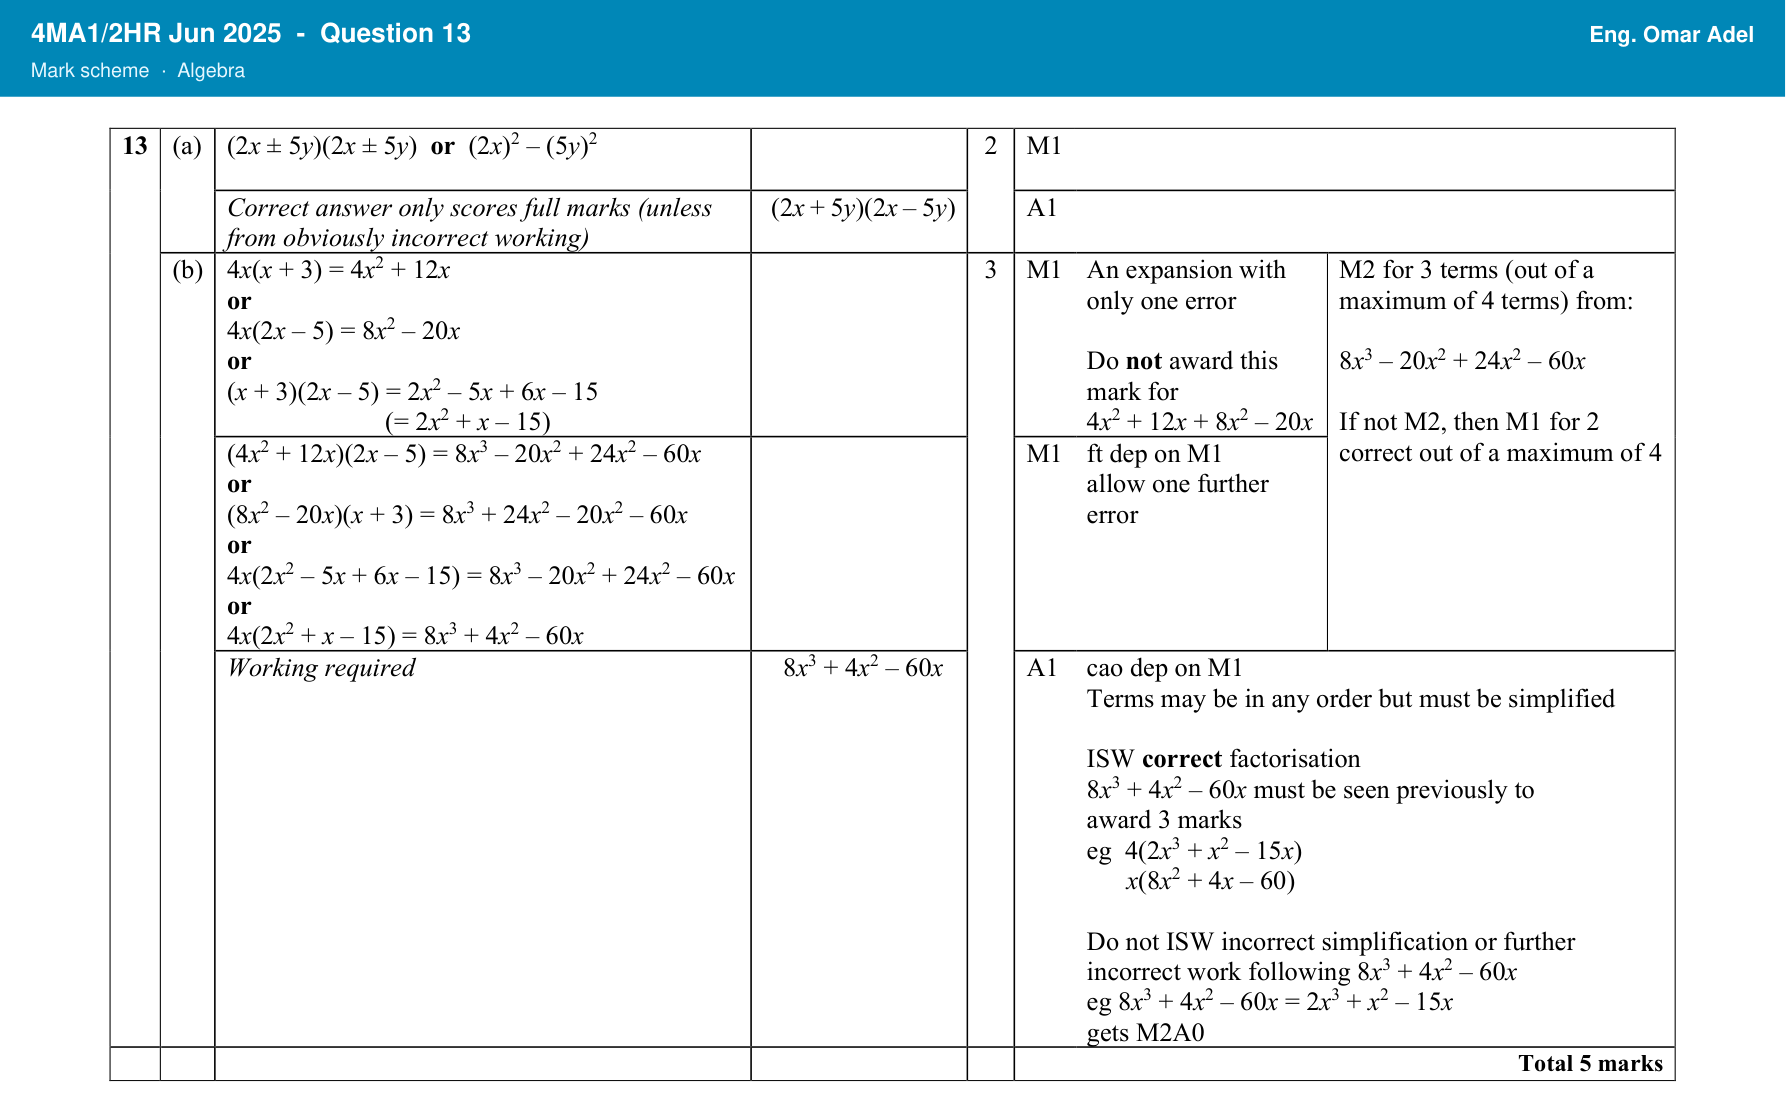 4MA1/2HR Jun 2025 - Question 13
Eng. Omar Adel
Mark scheme · Algebra
13 (a) (2x ± 5y)(2x ± 5y) or (2x)² – (5y)² 2 M1
Correct answer only scores full marks (unless
from obviously incorrect working)
(2x + 5y)(2x – 5y) A1
(b) 4x(x + 3) = 4x² + 12x
or
4x(2x – 5) = 8x² – 20x
or
(x + 3)(2x – 5) = 2x² – 5x + 6x – 15
(= 2x² + x – 15)
3 M1 An expansion with
only one error
Do not award this
mark for
4x² + 12x + 8x² – 20x
M2 for 3 terms (out of a
maximum of 4 terms) from:
8x³ – 20x² + 24x² – 60x
If not M2, then M1 for 2
correct out of a maximum of 4
(4x² + 12x)(2x – 5) = 8x³ – 20x² + 24x² – 60x
or
(8x² – 20x)(x + 3) = 8x³ + 24x² – 20x² – 60x
or
4x(2x² – 5x + 6x – 15) = 8x³ – 20x² + 24x² – 60x
or
4x(2x² + x – 15) = 8x³ + 4x² – 60x
M1 ft dep on M1
allow one further
error
Working required 8x³ + 4x² – 60x A1 cao dep on M1
Terms may be in any order but must be simplified
ISW correct factorisation
8x³ + 4x² – 60x must be seen previously to
award 3 marks
eg 4(2x³ + x² – 15x)
x(8x² + 4x – 60)
Do not ISW incorrect simplification or further
incorrect work following 8x³ + 4x² – 60x
eg 8x³ + 4x² – 60x = 2x³ + x² – 15x
gets M2A0
Total 5 marks